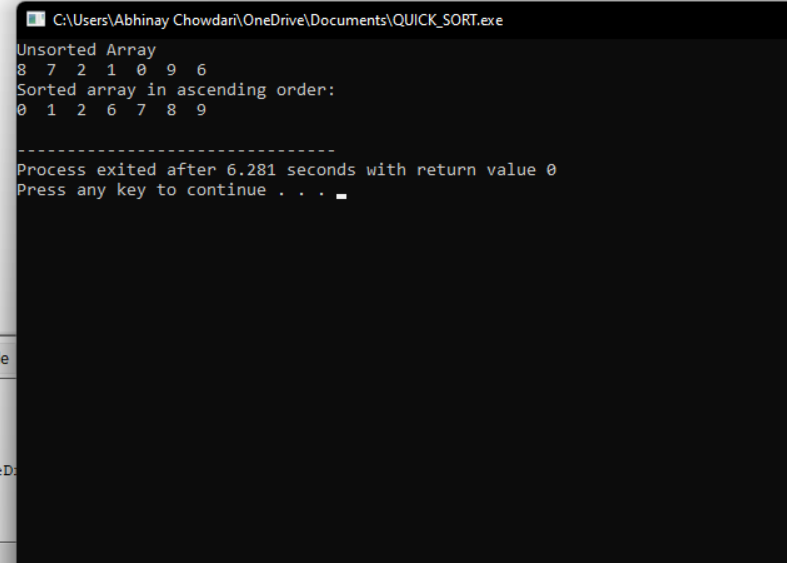 C:\Users\Abhinay Chowdari\OneDrive\Documents\QUICK_SORT.exe
Unsorted Array
8  7  2  1  0  9  6
Sorted array in ascending order:
0  1  2  6  7  8  9
--------------------------------
Process exited after 6.281 seconds with return value 0
Press any key to continue . . .